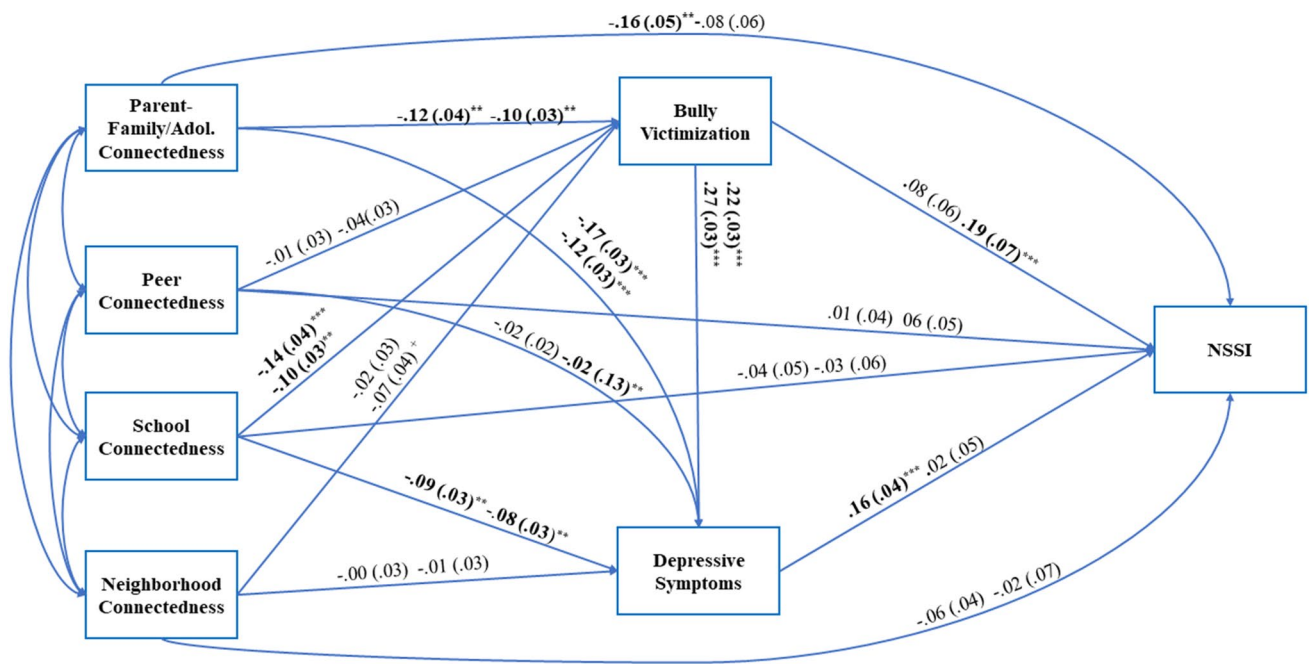 -.16 (.05)**-.08 (.06)
Parent-
Family/Adol.
Connectedness
-.12 (.04)** -.10 (.03)**
Bully
Victimization
-.01 (.03) -.04(.03)
-.17 (.03)***
-.12 (.03)***
.22 (.03)***
.27 (.03)***
.08 (.06) .19 (.07)***
Peer
Connectedness
.01 (.04) 06 (.05)
-.02 (.02) -.02 (.13)**
-.14 (.04)***
-.10 (.03)**
-.02 (.03)
-.07 (.04) +
-.04 (.05) -.03 (.06)
NSSI
School
Connectedness
-.09 (.03)**-.08 (.03)**
.16 (.04)*** .02 (.05)
Neighborhood
Connectedness
-.00 (.03) -.01 (.03)
Depressive
Symptoms
-.06 (.04) -.02 (.07)